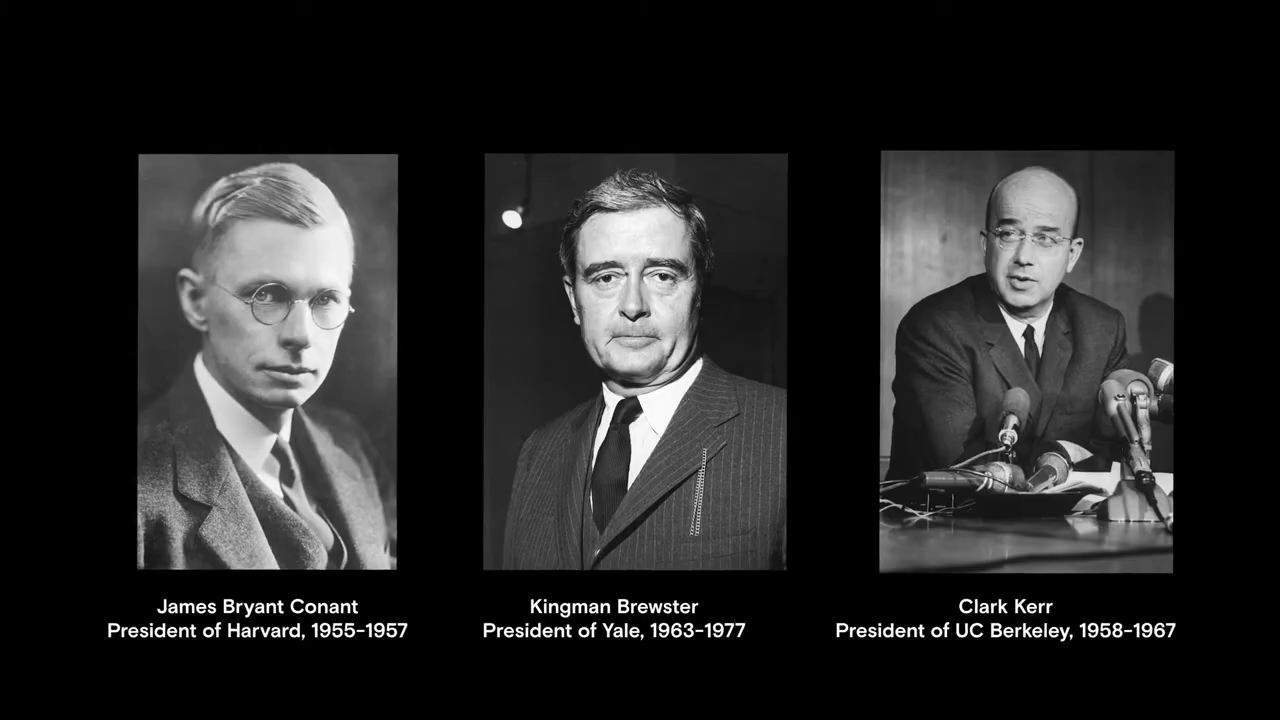 James Bryant Conant
President of Harvard, 1955-1957
Kingman Brewster
President of Yale, 1963-1977
Clark Kerr
President of UC Berkeley, 1958-1967